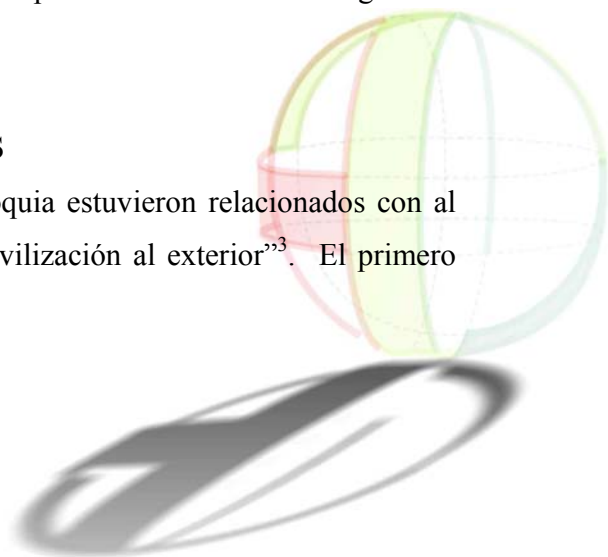 s
quia estuvieron relacionados con al
vilización al exterior”³. El primero